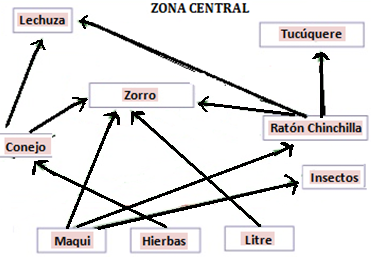 ZONA CENTRAL
Lechuza
Tucúquere
Zorro
Ratón Chinchilla
Conejo
Insectos
Maqui
Hierbas
Litre